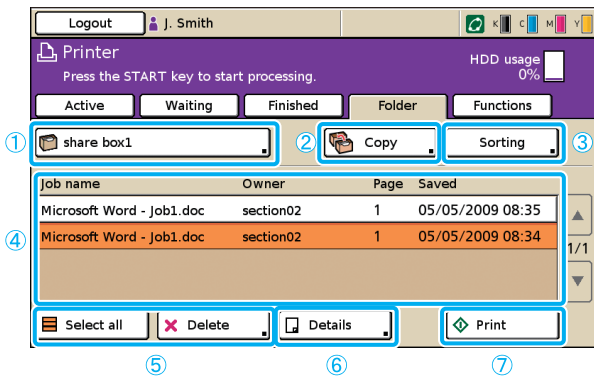 Logout J. Smith K C M Y
Printer
Press the START key to start processing.
HDD usage
0%
Active Waiting Finished Folder Functions
① share box1 ② Copy Sorting ③
Job name Owner Page Saved
Microsoft Word - Job1.doc section02 1 05/05/2009 08:35
④ Microsoft Word - Job1.doc section02 1 05/05/2009 08:34
1/1
Select all Delete Details Print
⑤ ⑥ ⑦